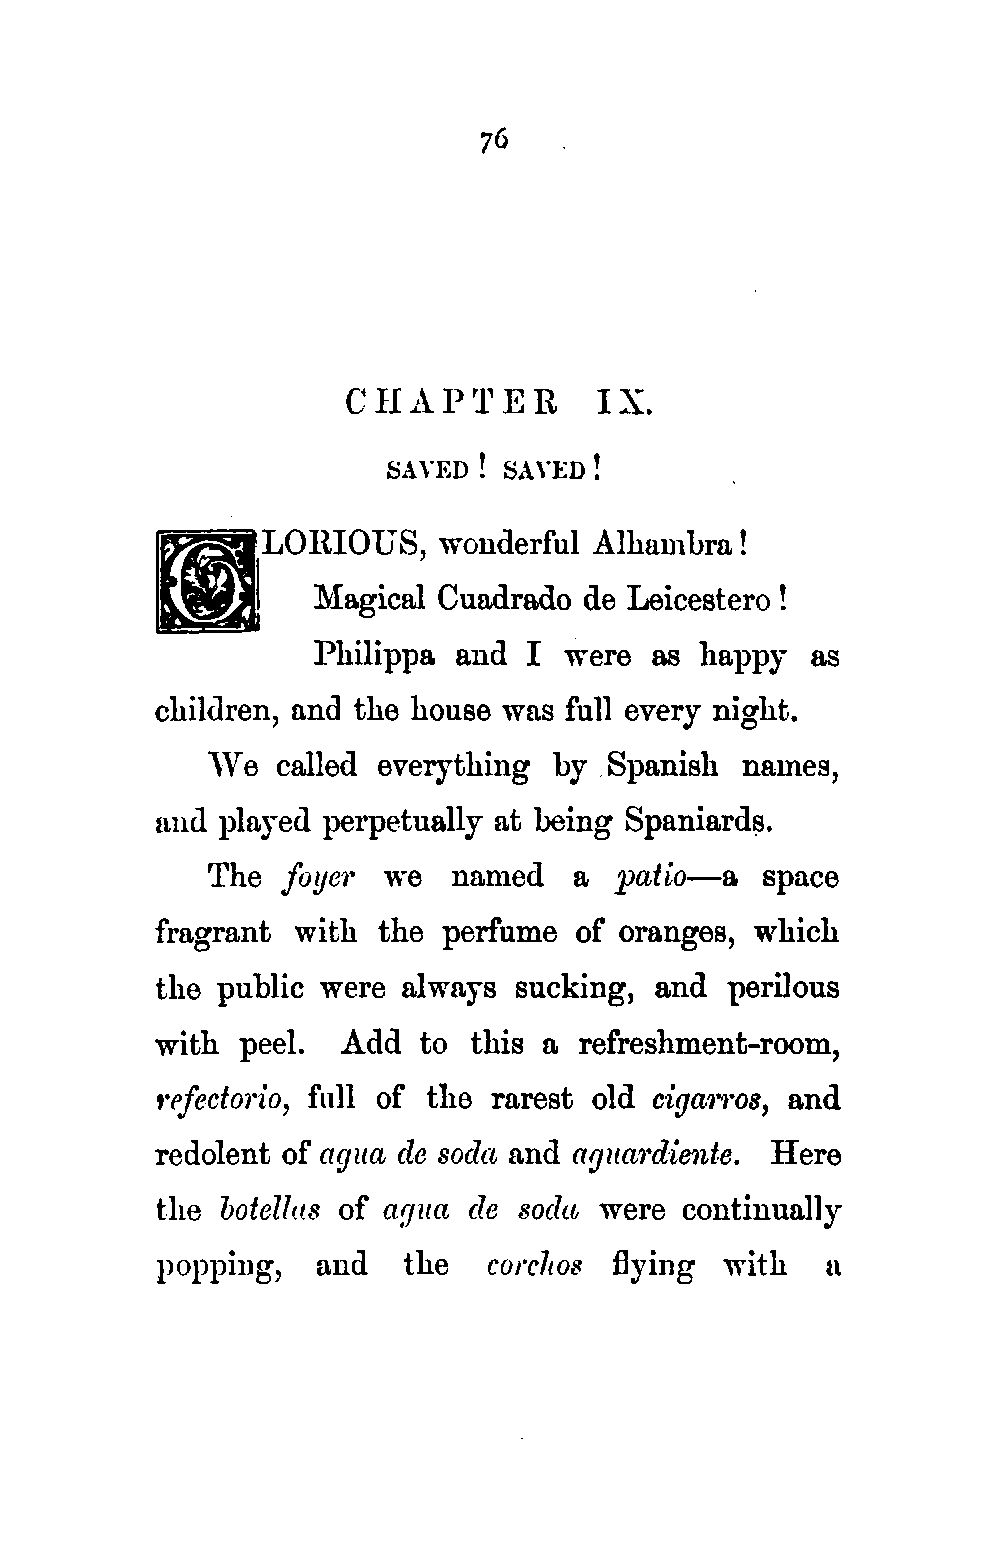 76
CHAPTER IX.
SAVED! SAVED!
GLORIOUS, wonderful Alhambra!
Magical Cuadrado de Leicestero!
Philippa and I were as happy as
children, and the house was full every night.
We called everything by Spanish names,
and played perpetually at being Spaniards.
The foyer we named a patio—a space
fragrant with the perfume of oranges, which
the public were always sucking, and perilous
with peel. Add to this a refreshment-room,
refectorio, full of the rarest old cigarros, and
redolent of agua de soda and aguardiente. Here
the botellas of agua de soda were continually
popping, and the corchos flying with a